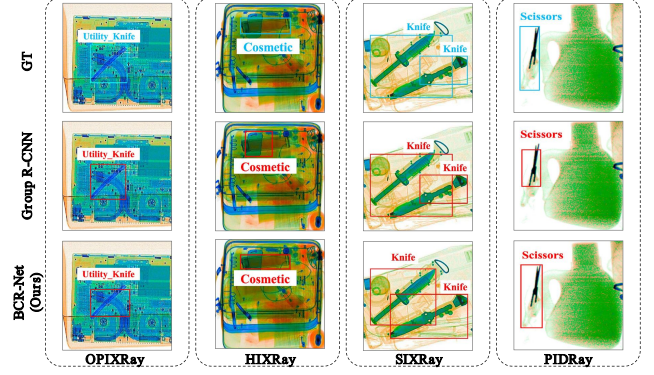 GT
Utility_Knife
Cosmetic
Knife
Knife
Scissors
Group R-CNN
Utility_Knife
Cosmetic
Knife
Knife
Scissors
BCR-Net
(Ours)
Utility_Knife
Cosmetic
Knife
Knife
Scissors
OPIXRay
HIXRay
SIXRay
PIDRay